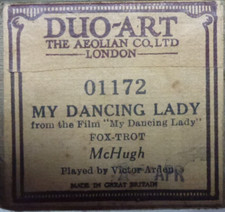 DUO-ART
THE AEOLIAN CO., LTD
LONDON
01172
MY DANCING LADY
from the Film "My Dancing Lady"
FOX-TROT
McHugh
Played by Victor Arden
APR
MADE IN GREAT BRITAIN